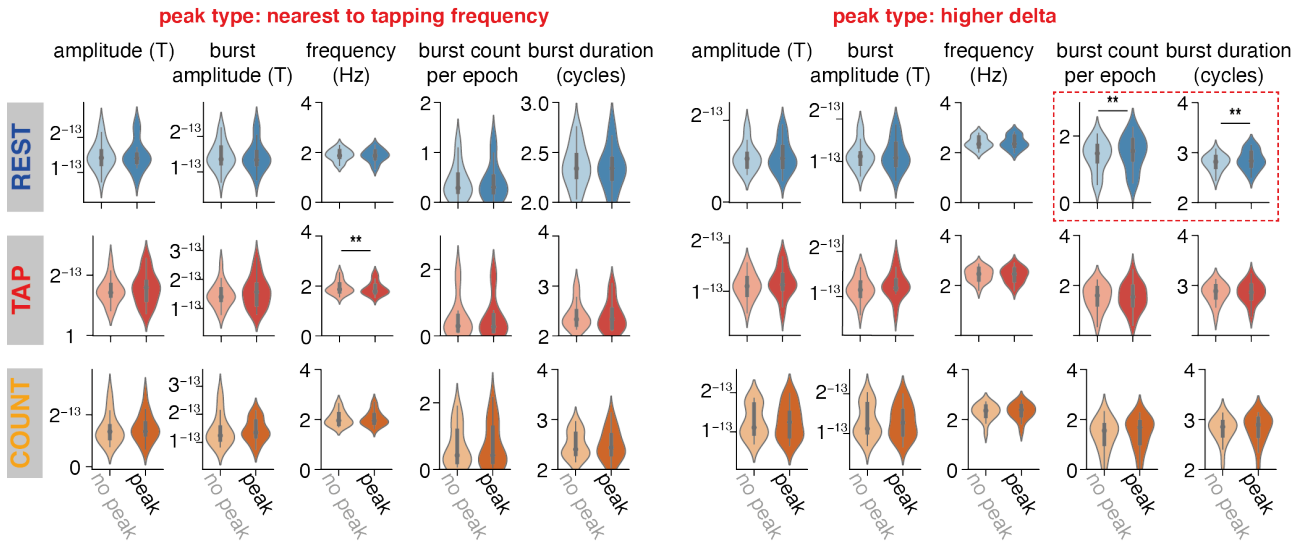 peak type: nearest to tapping frequency
peak type: higher delta
amplitude (T)
burst
amplitude (T)
frequency
(Hz)
burst count
per epoch
burst duration
(cycles)
amplitude (T)
burst
amplitude (T)
frequency
(Hz)
burst count
per epoch
burst duration
(cycles)
REST
2⁻¹³
1⁻¹³
2⁻¹³
1⁻¹³
4
2
0
2
1
0
3.0
2.5
2.0
2⁻¹³
0
2⁻¹³
1⁻¹³
4
2
0
**
2
0
**
4
3
2
TAP
2⁻¹³
1
3⁻¹³
2⁻¹³
1⁻¹³
**
4
2
0
2
0
4
3
2
2⁻¹³
1⁻¹³
2⁻¹³
1⁻¹³
4
2
0
4
2
0
4
3
2
COUNT
2⁻¹³
0
3⁻¹³
2⁻¹³
1⁻¹³
4
2
0
2
0
4
3
2
2⁻¹³
1⁻¹³
2⁻¹³
1⁻¹³
4
2
0
4
2
0
4
3
2
no peak
peak
no peak
peak
no peak
peak
no peak
peak
no peak
peak
no peak
peak
no peak
peak
no peak
peak
no peak
peak
no peak
peak